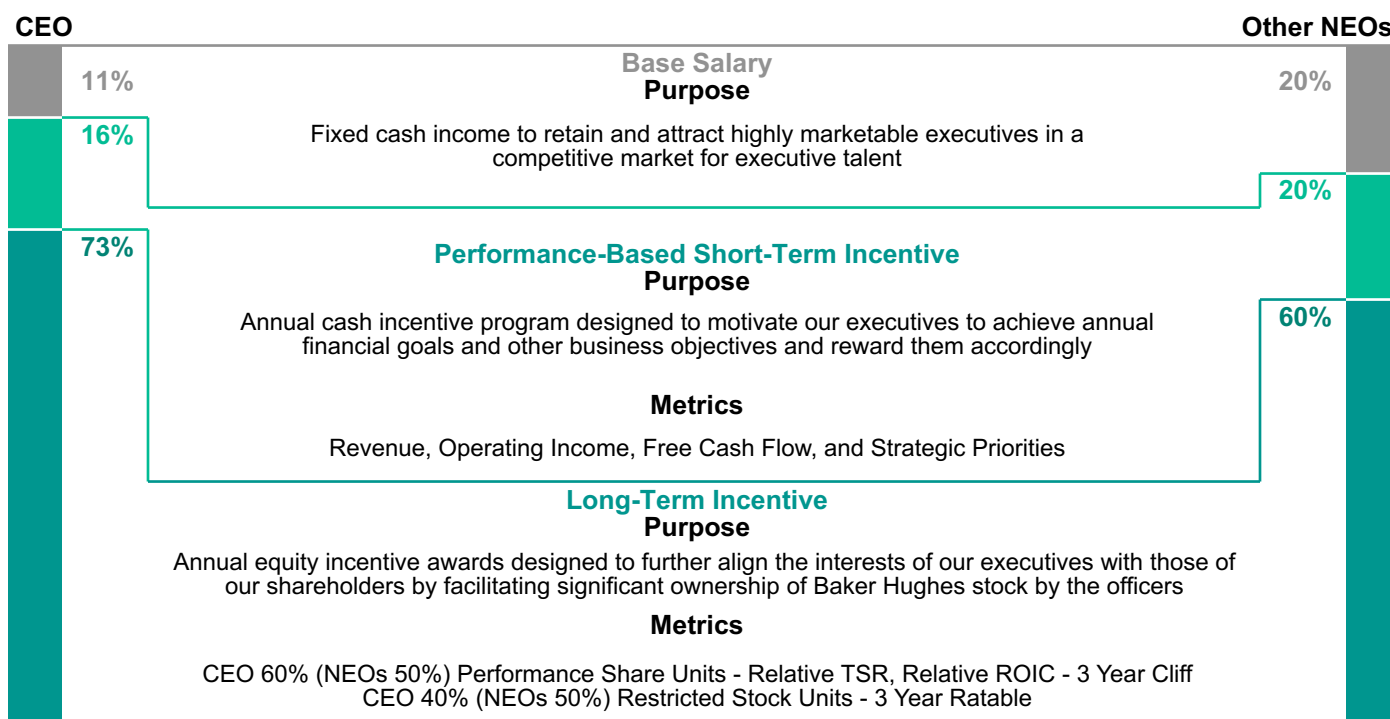 CEO
Other NEOs
Base Salary
11%
20%
Purpose
16%
Fixed cash income to retain and attract highly marketable executives in a
competitive market for executive talent
20%
73%
Performance-Based Short-Term Incentive
Purpose
60%
Annual cash incentive program designed to motivate our executives to achieve annual
financial goals and other business objectives and reward them accordingly
Metrics
Revenue, Operating Income, Free Cash Flow, and Strategic Priorities
Long-Term Incentive
Purpose
Annual equity incentive awards designed to further align the interests of our executives with those of
our shareholders by facilitating significant ownership of Baker Hughes stock by the officers
Metrics
CEO 60% (NEOs 50%) Performance Share Units - Relative TSR, Relative ROIC - 3 Year Cliff
CEO 40% (NEOs 50%) Restricted Stock Units - 3 Year Ratable